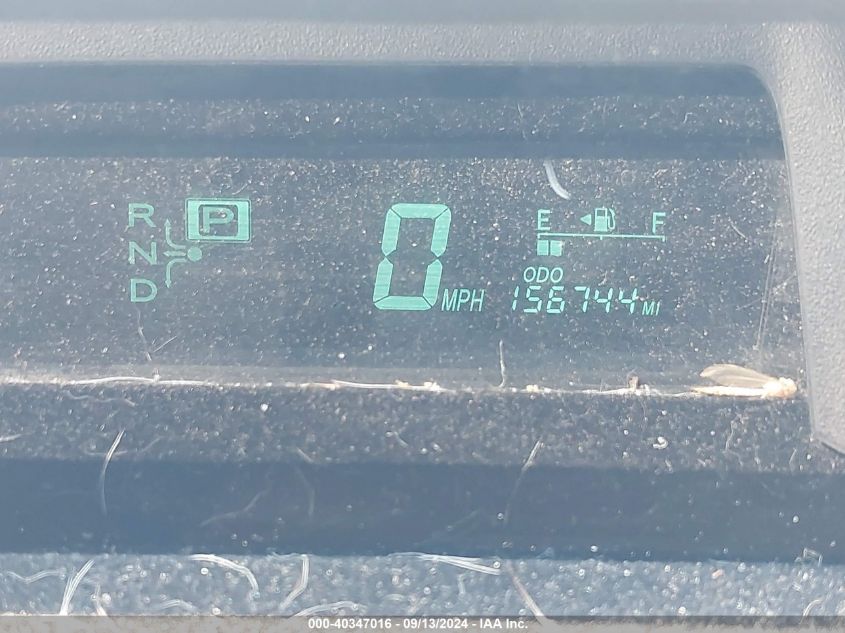 R P
N
D
0 MPH
E F
ODO
156744 MI
000-40347016 - 09/13/2024 - IAA Inc.